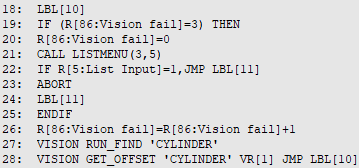 18: LBL[10]
19: IF (R[86:Vision fail]=3) THEN
20: R[86:Vision fail]=0
21: CALL LISTMENU(3,5)
22: IF R[5:List Input]=1,JMP LBL[11]
23: ABORT
24: LBL[11]
25: ENDIF
26: R[86:Vision fail]=R[86:Vision fail]+1
27: VISION RUN_FIND 'CYLINDER'
28: VISION GET_OFFSET 'CYLINDER' VR[1] JMP LBL[10]